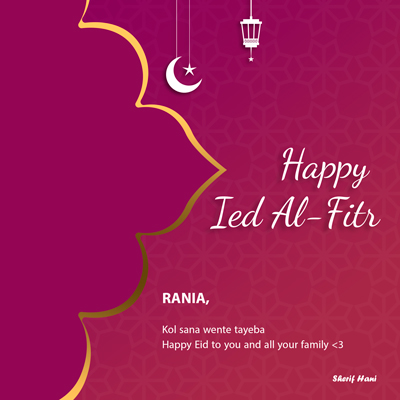 Happy
Ied Al-Fitr
RANIA,
Kol sana wente tayeba
Happy Eid to you and all your family <3
Sherif Hani